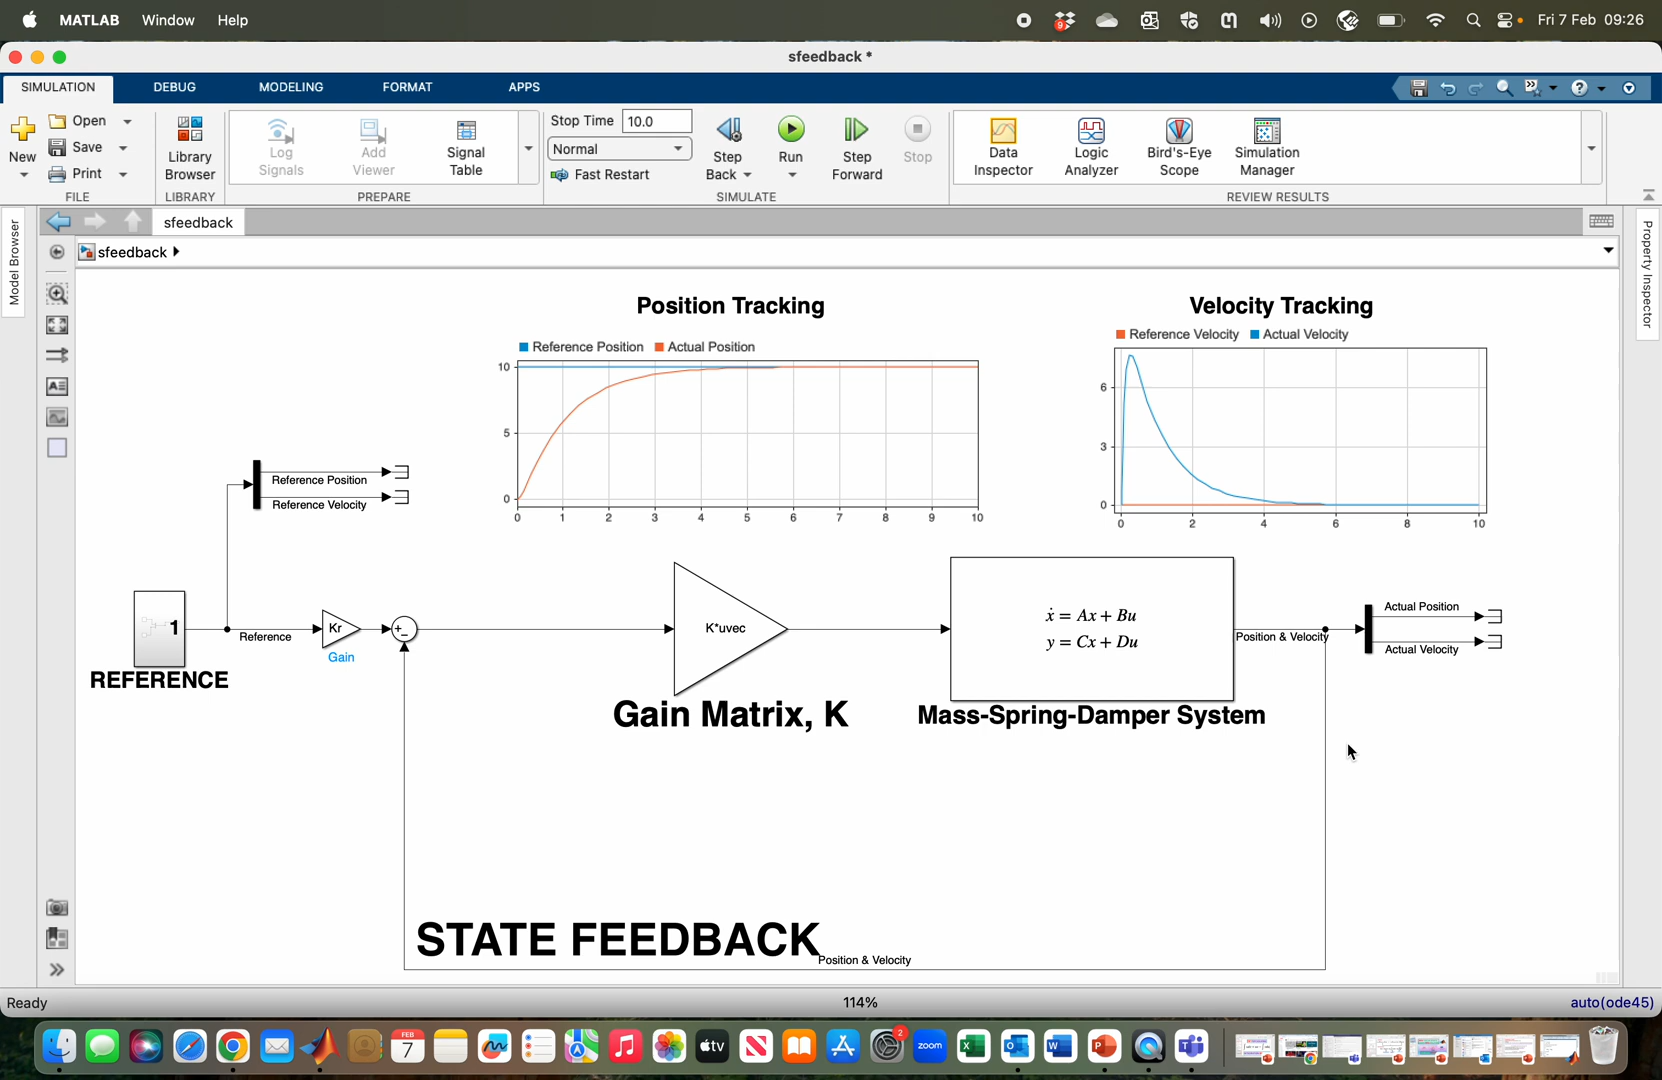 MATLAB Window Help
9
Fri 7 Feb 09:26
sfeedback *
SIMULATION DEBUG MODELING FORMAT APPS
New
Open
Save
Print
FILE
Library Browser
LIBRARY
Log Signals
Add Viewer
Signal Table
PREPARE
Stop Time 10.0
Normal
Fast Restart
Step Back
Run
Step Forward
Stop
SIMULATE
Data Inspector
Logic Analyzer
Bird's-Eye Scope
Simulation Manager
REVIEW RESULTS
Model Browser
sfeedback
sfeedback
Property Inspector
Position Tracking
Reference Position Actual Position
10
5
0
0 1 2 3 4 5 6 7 8 9 10
Velocity Tracking
Reference Velocity Actual Velocity
6
3
0
0 2 4 6 8 10
Reference Position
Reference Velocity
1
REFERENCE
Reference
Kr
Gain
K*uvec
Gain Matrix, K
ẋ = Ax + Bu
y = Cx + Du
Mass-Spring-Damper System
Position & Velocity
Actual Position
Actual Velocity
STATE FEEDBACK
Position & Velocity
Ready 114% auto(ode45)
FEB
7
tv
2
zoom